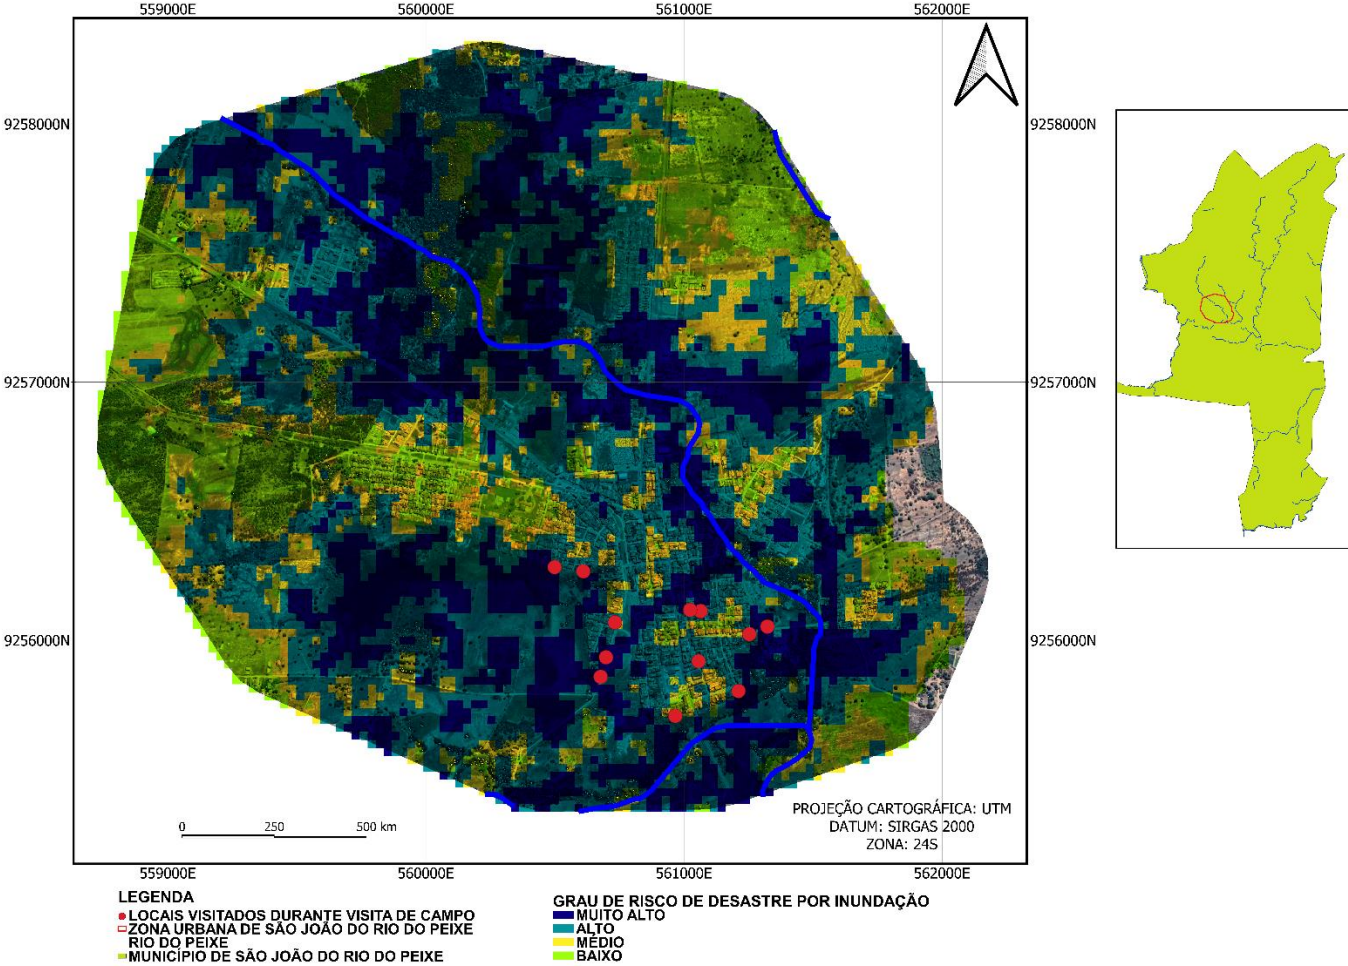 559000E 560000E 561000E 562000E
9258000N 9258000N
9257000N 9257000N
9256000N 9256000N
0 250 500 km
PROJEÇÃO CARTOGRÁFICA: UTM
DATUM: SIRGAS 2000
ZONA: 24S
559000E 560000E 561000E 562000E
LEGENDA
LOCAIS VISITADOS DURANTE VISITA DE CAMPO
ZONA URBANA DE SÃO JOÃO DO RIO DO PEIXE
RIO DO PEIXE
MUNICÍPIO DE SÃO JOÃO DO RIO DO PEIXE
GRAU DE RISCO DE DESASTRE POR INUNDAÇÃO
MUITO ALTO
ALTO
MÉDIO
BAIXO